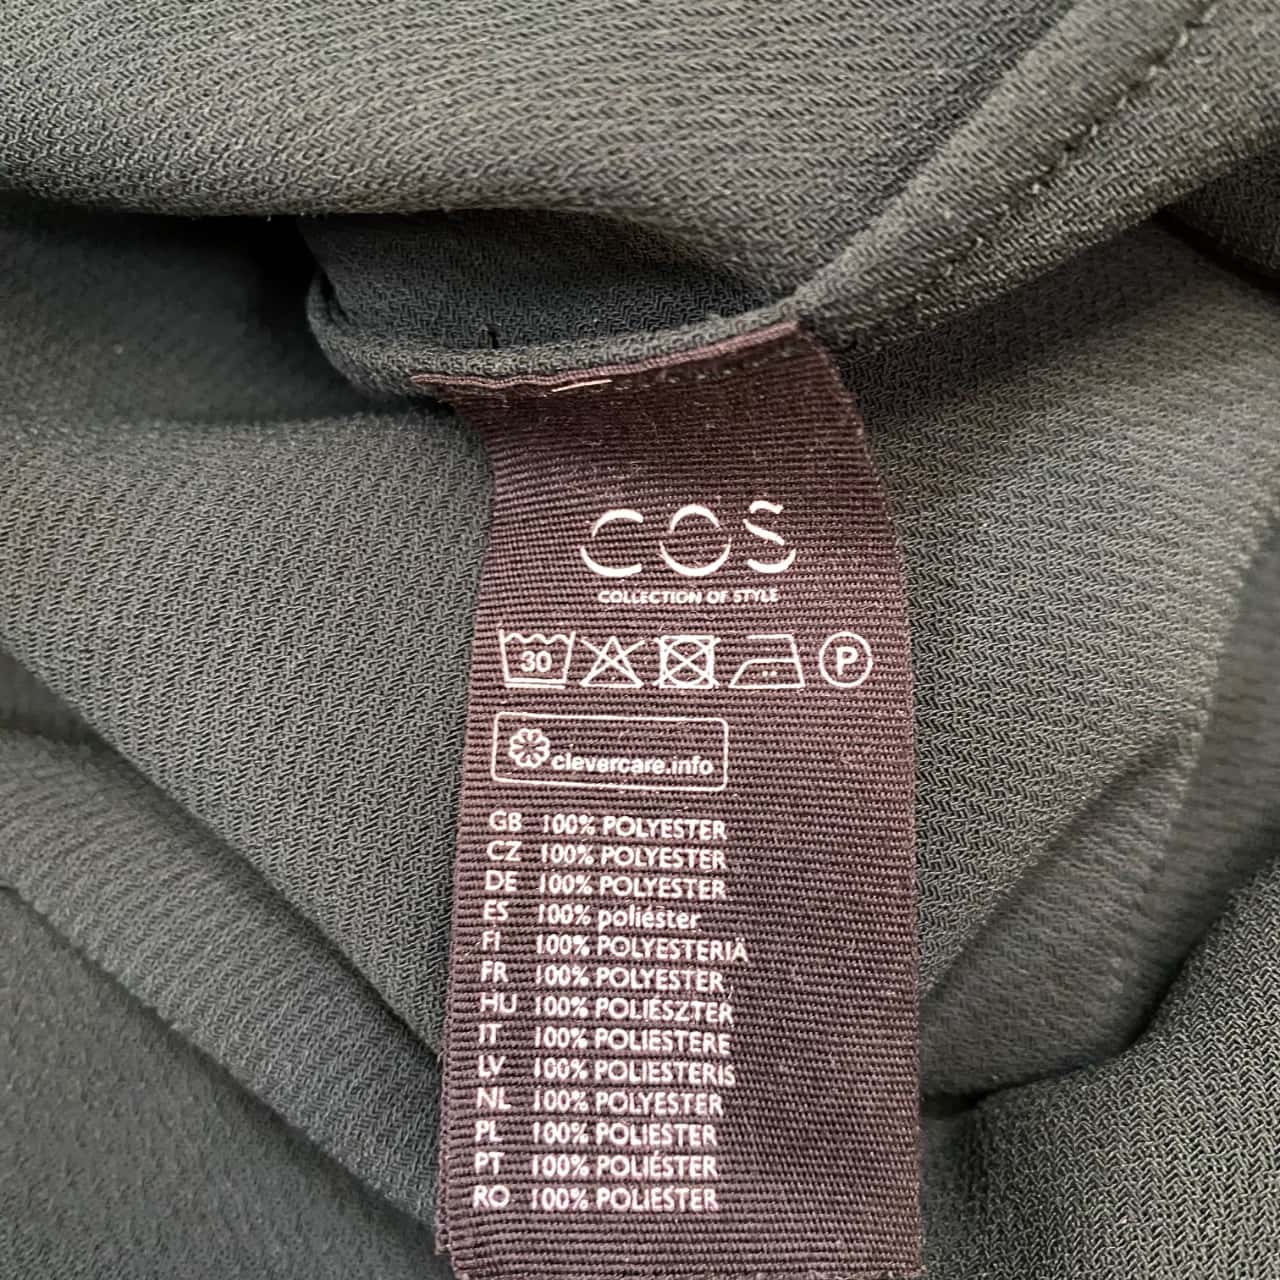 COS
COLLECTION OF STYLE
30 P
clevercare.info
GB 100% POLYESTER
CZ 100% POLYESTER
DE 100% POLYESTER
ES 100% poliéster
FI 100% POLYESTERIÄ
FR 100% POLYESTER
HU 100% POLIÉSZTER
IT 100% POLIESTERE
LV 100% POLIESTERIS
NL 100% POLYESTER
PL 100% POLIESTER
PT 100% POLIÉSTER
RO 100% POLIESTER